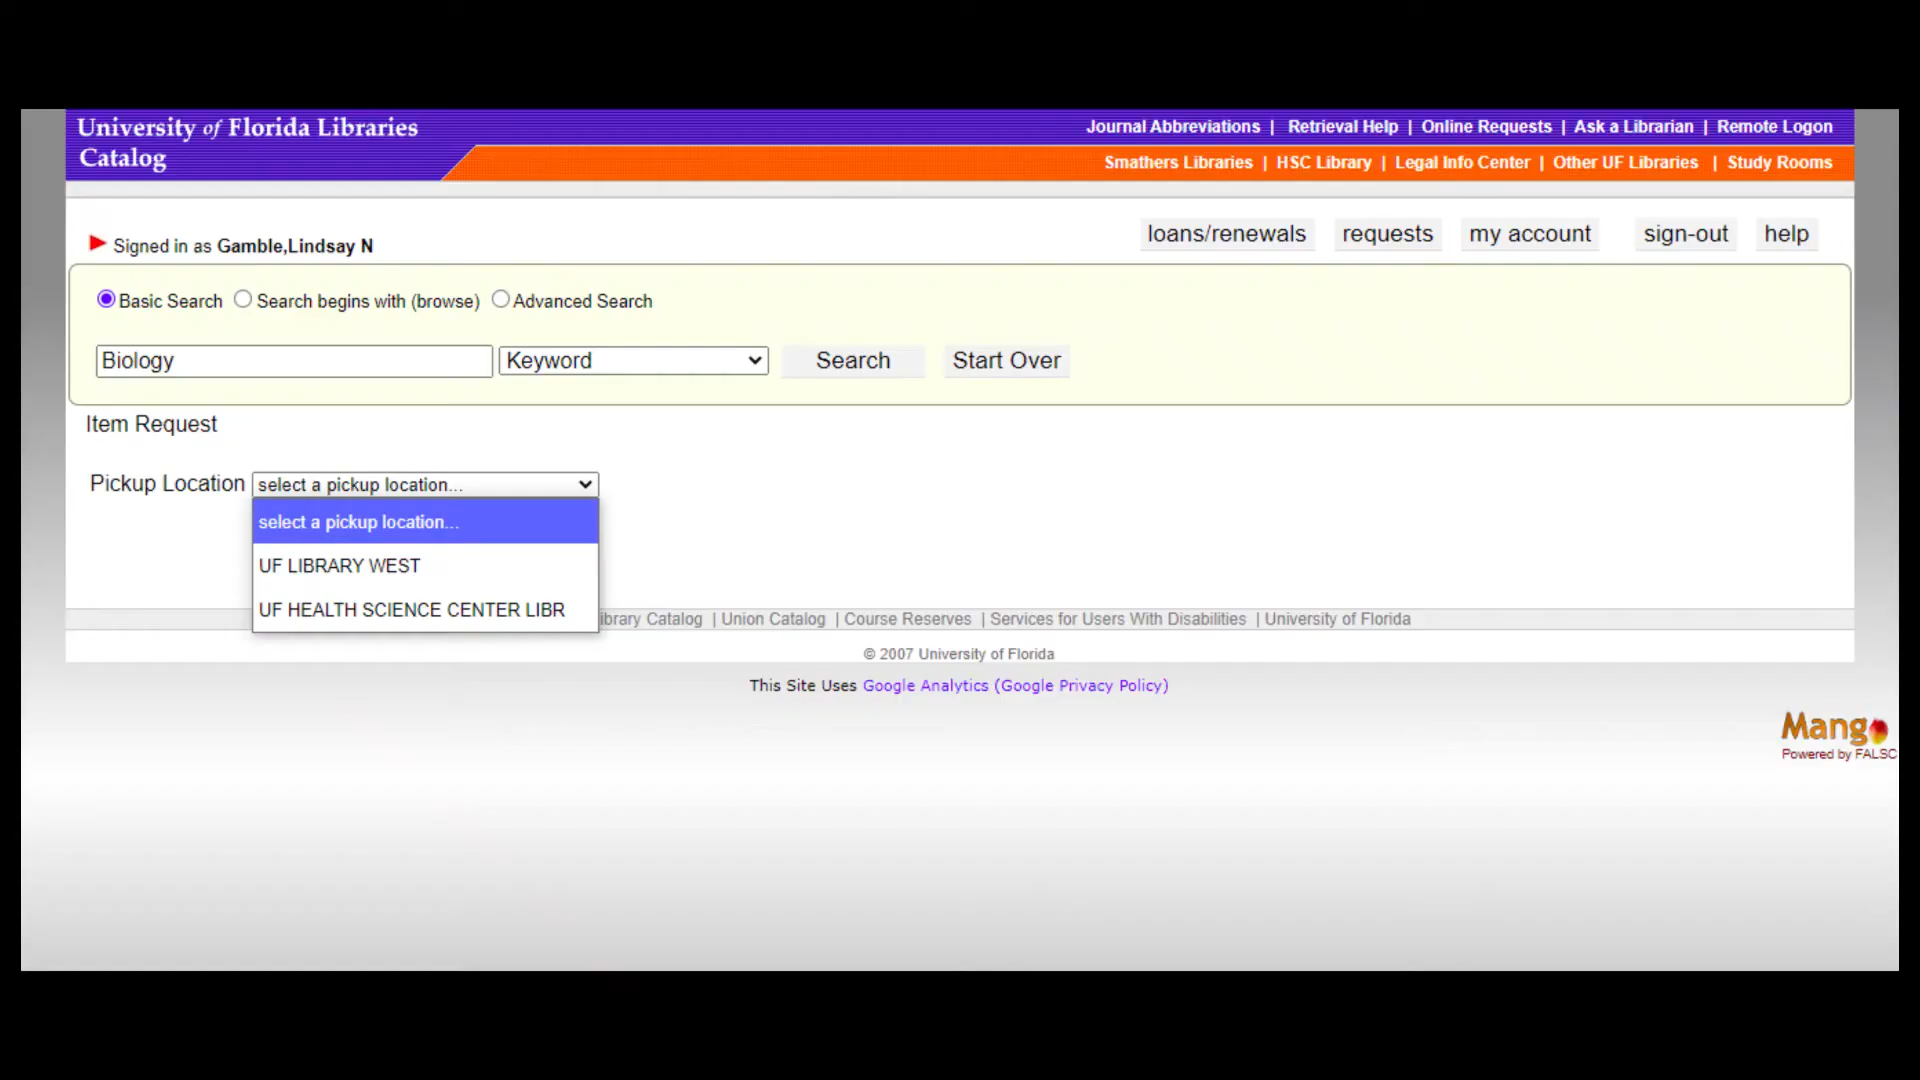 University of Florida Libraries
Catalog
Journal Abbreviations | Retrieval Help | Online Requests | Ask a Librarian | Remote Logon
Smathers Libraries | HSC Library | Legal Info Center | Other UF Libraries | Study Rooms
Signed in as Gamble,Lindsay N
loans/renewals requests my account sign-out help
Basic Search Search begins with (browse) Advanced Search
Biology Keyword Search Start Over
Item Request
Pickup Location select a pickup location...
select a pickup location...
UF LIBRARY WEST
UF HEALTH SCIENCE CENTER LIBR
Catalog | Union Catalog | Course Reserves | Services for Users With Disabilities | University of Florida
© 2007 University of Florida
This Site Uses Google Analytics (Google Privacy Policy)
Mango
Powered by FALSC